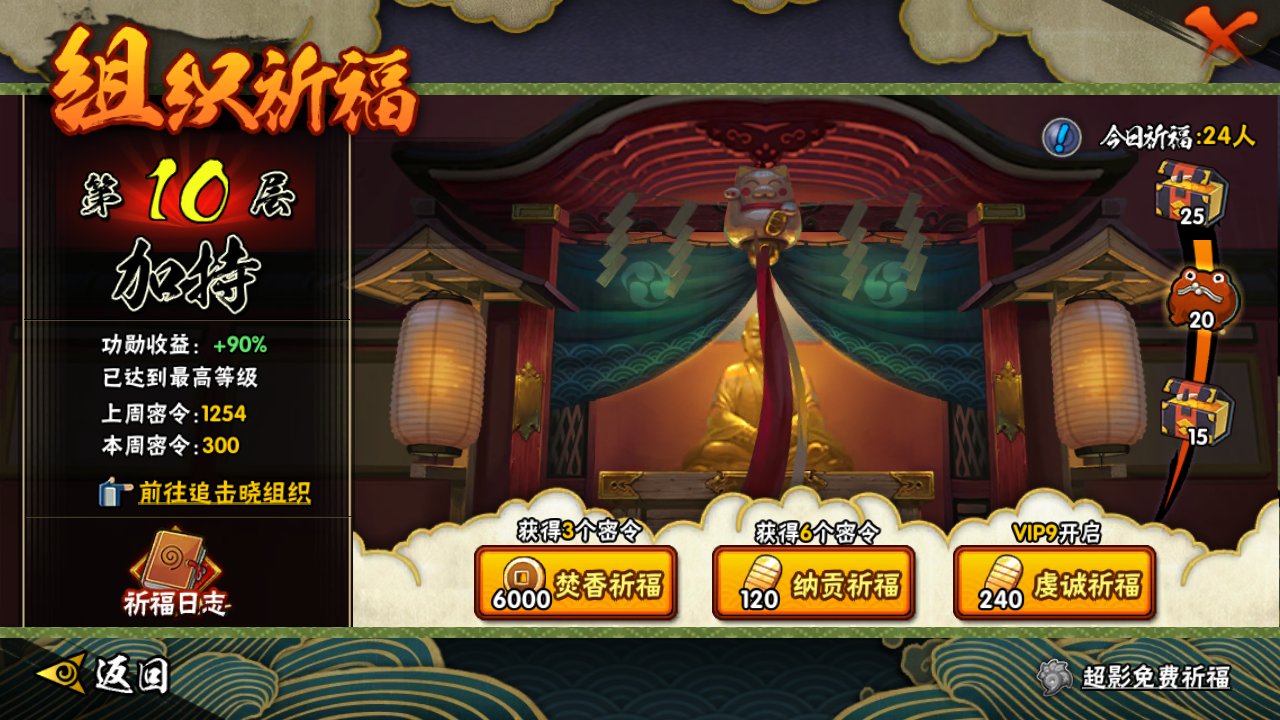 组织祈福
第10层
加持
功勋收益：+90%
已达到最高等级
上周密令:1254
本周密令:300
前往追击晓组织
祈福日志
今日祈福:24人
25
20
15
获得3个密令
6000 焚香祈福
获得6个密令
120 纳贡祈福
VIP9开启
240 虔诚祈福
返回
超影免费祈福